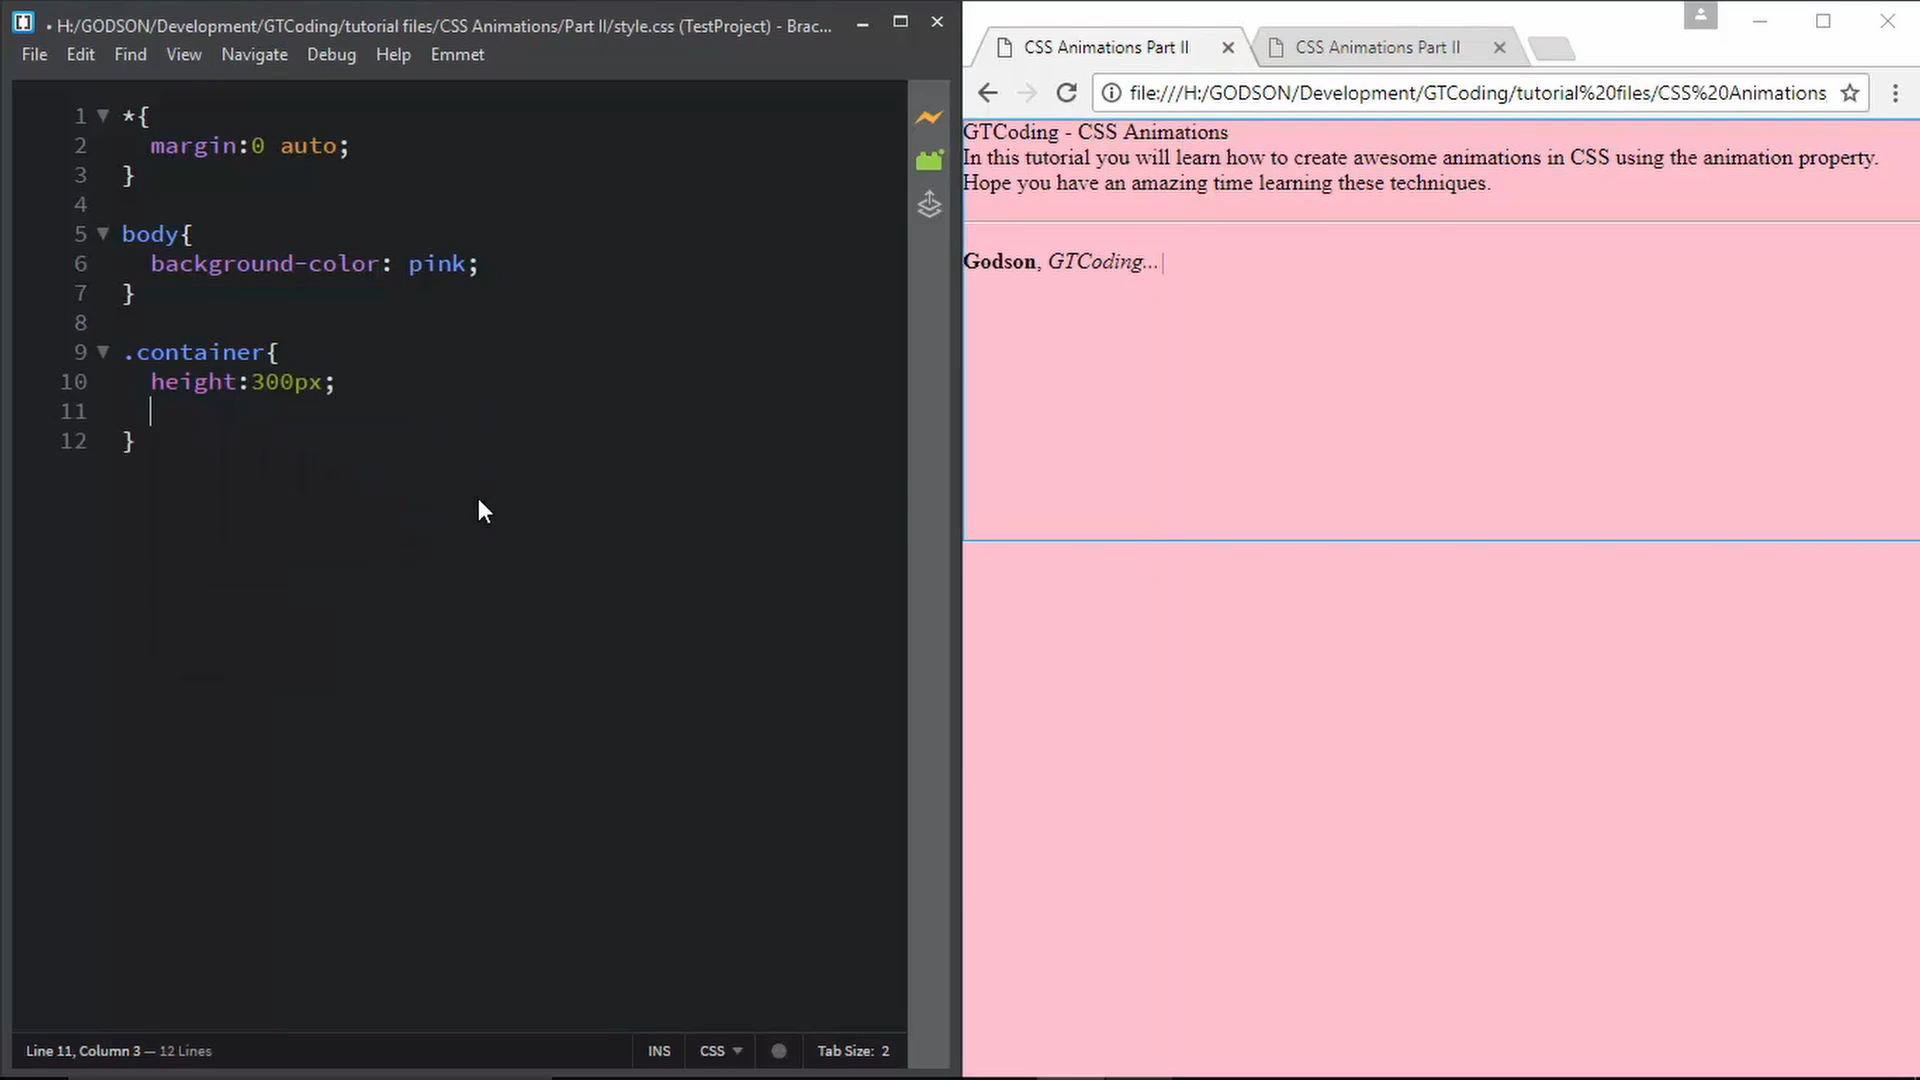 • H:/GODSON/Development/GTCoding/tutorial files/CSS Animations/Part II/style.css (TestProject) - Brac...
File Edit Find View Navigate Debug Help Emmet
1 *{
2 margin:0 auto;
3 }
4
5 body{
6 background-color: pink;
7 }
8
9 .container{
10 height:300px;
11
12 }
Line 11, Column 3 — 12 Lines
INS CSS Tab Size: 2
CSS Animations Part II
CSS Animations Part II
file:///H:/GODSON/Development/GTCoding/tutorial%20files/CSS%20Animations
GTCoding - CSS Animations
In this tutorial you will learn how to create awesome animations in CSS using the animation property.
Hope you have an amazing time learning these techniques.
Godson, GTCoding...